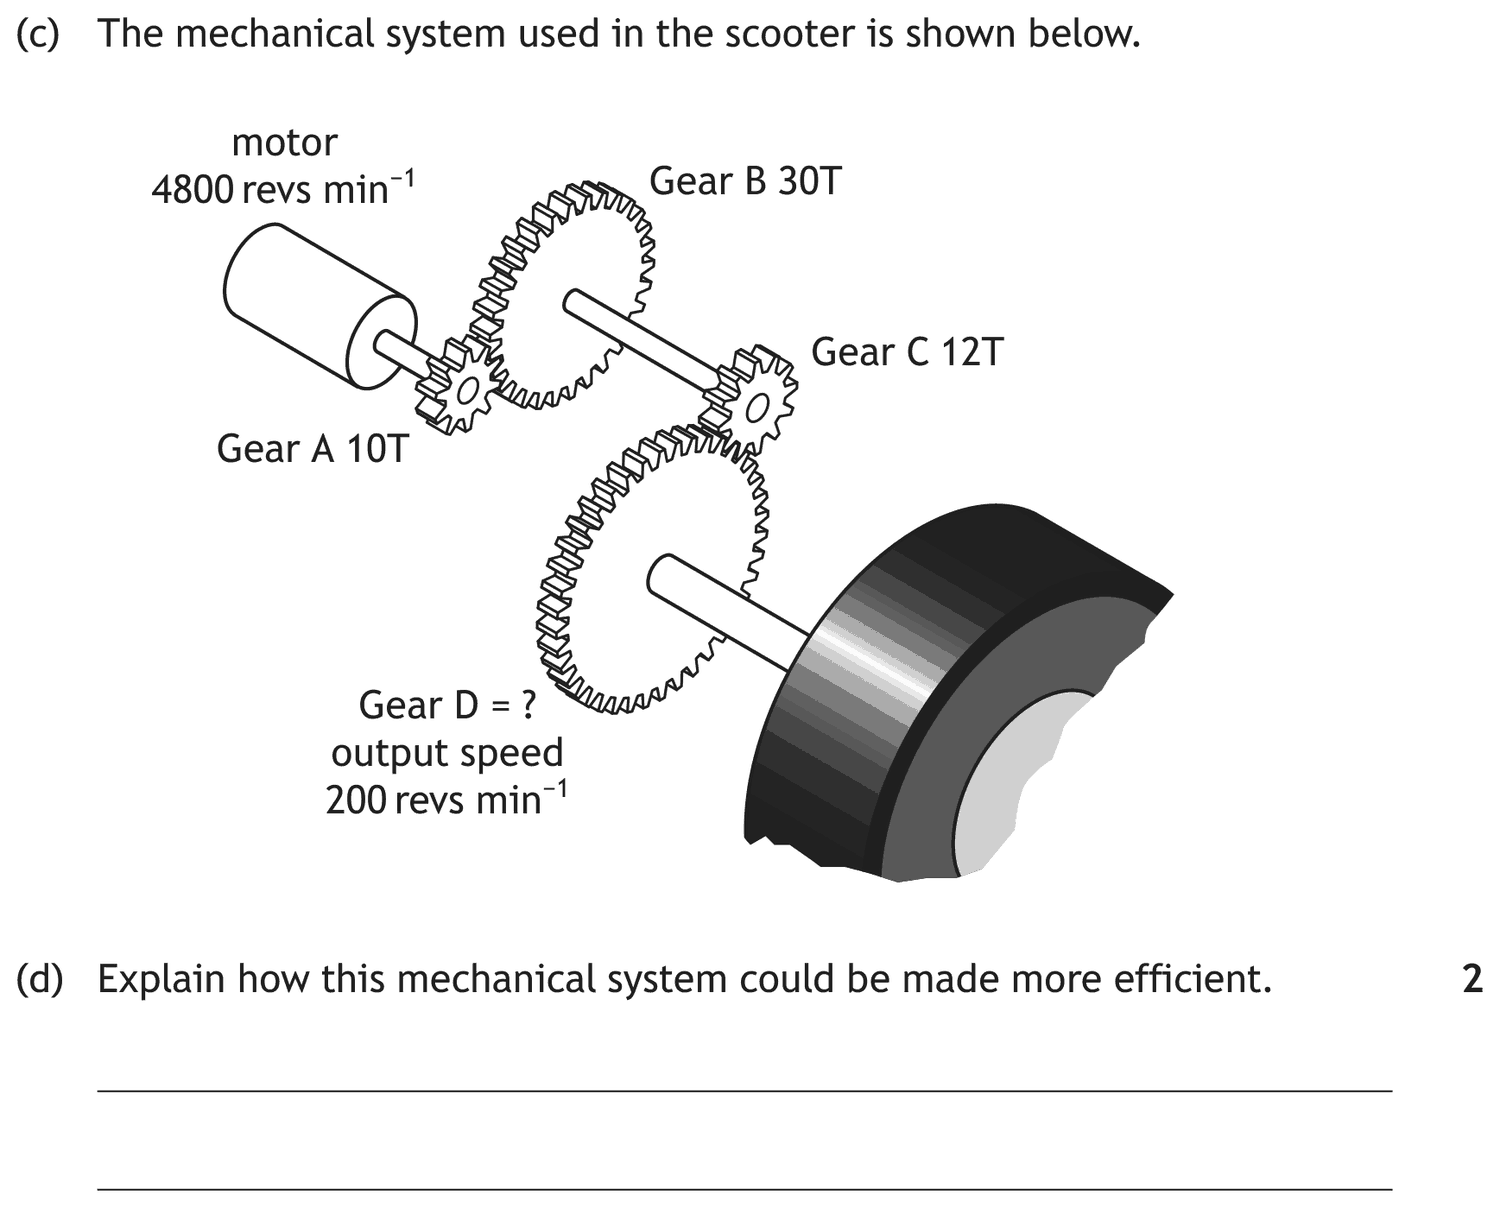 (c) The mechanical system used in the scooter is shown below.
motor
4800 revs min⁻¹
Gear B 30T
Gear C 12T
Gear A 10T
Gear D = ?
output speed
200 revs min⁻¹
(d) Explain how this mechanical system could be made more efficient. 2